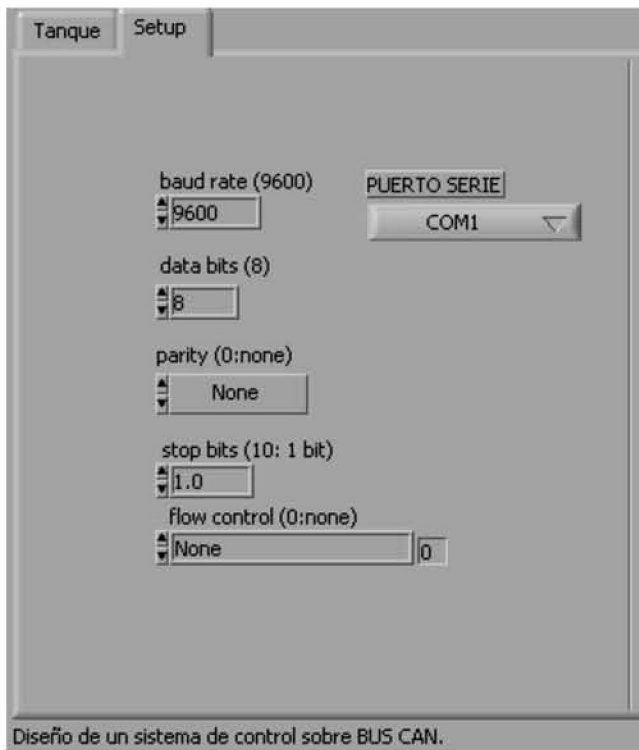 Tanque
Setup
baud rate (9600)
9600
PUERTO SERIE
COM1
data bits (8)
8
parity (0:none)
None
stop bits (10: 1 bit)
1.0
flow control (0:none)
None
0
Diseño de un sistema de control sobre BUS CAN.